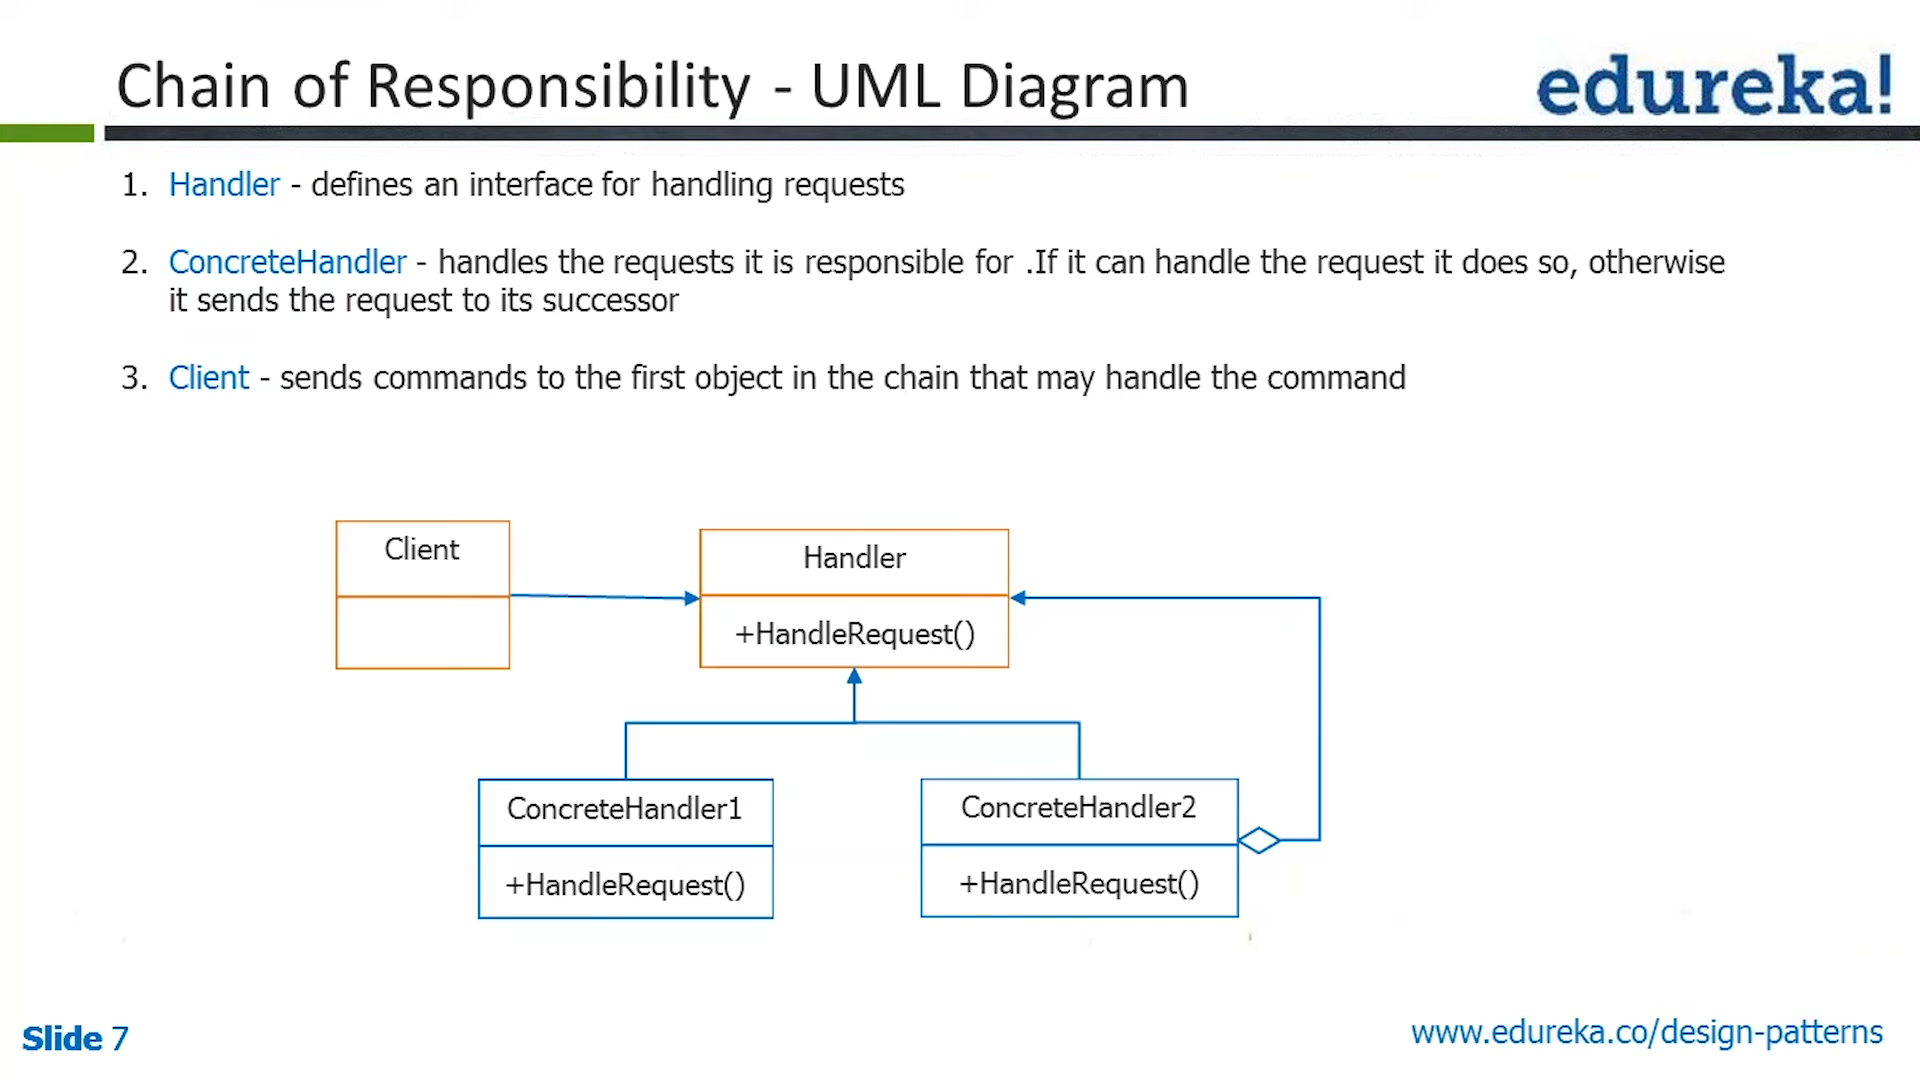 Chain of Responsibility - UML Diagram
edureka!
1. Handler - defines an interface for handling requests
2. ConcreteHandler - handles the requests it is responsible for .If it can handle the request it does so, otherwise
it sends the request to its successor
3. Client - sends commands to the first object in the chain that may handle the command
Client
Handler
+HandleRequest()
ConcreteHandler1
ConcreteHandler2
+HandleRequest()
+HandleRequest()
Slide 7
www.edureka.co/design-patterns